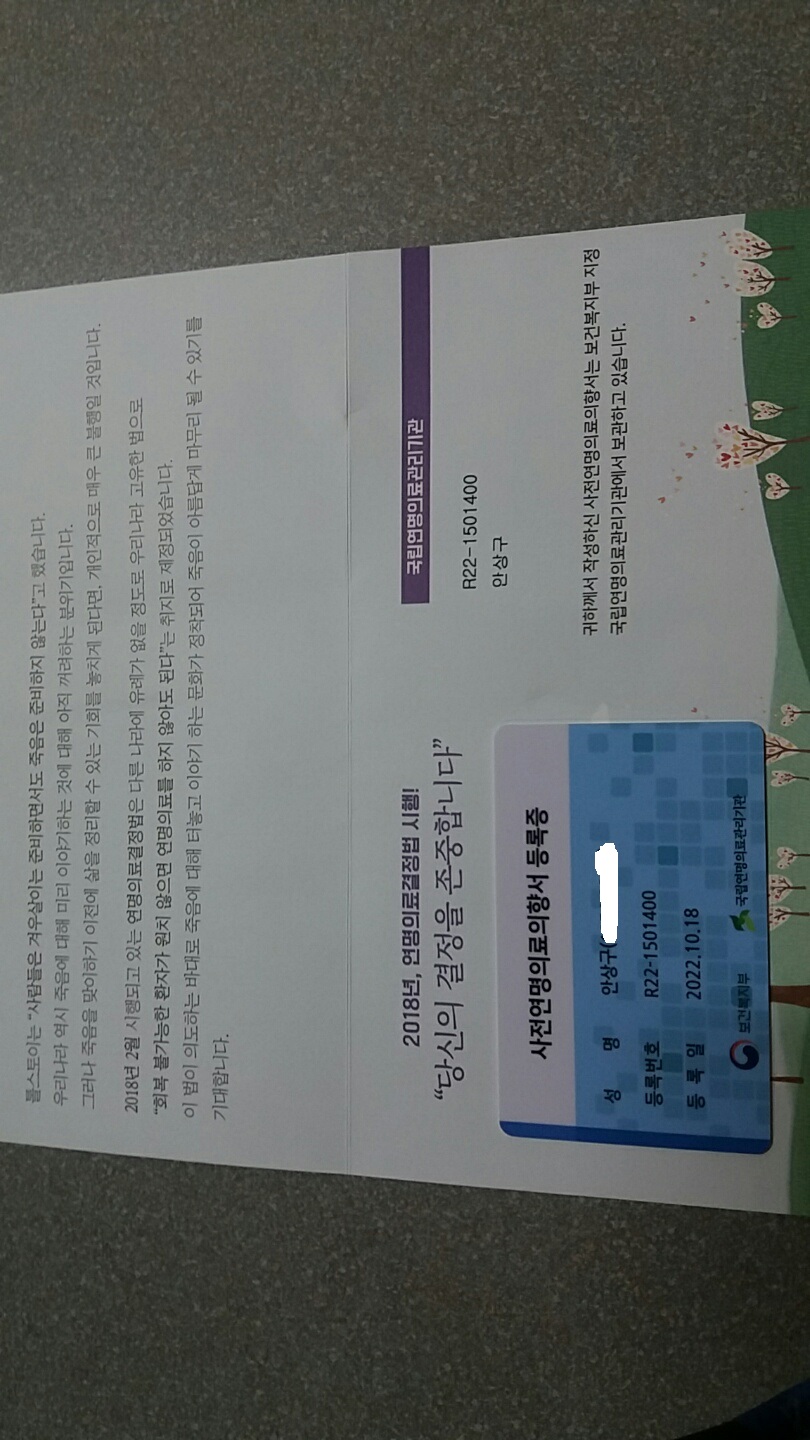 톨스토이는 "사람들은 겨우살이는 준비하면서도 죽음은 준비하지 않는다"고 했습니다.
우리나라 역시 죽음에 대해 미리 이야기하는 것에 대해 아직 꺼려하는 분위기입니다.
그러나 죽음을 맞이하기 이전에 삶을 정리할 수 있는 기회를 놓치게 된다면, 개인적으로 매우 큰 불행일 것입니다.
2018년 2월 시행되고 있는 연명의료결정법은 다른 나라에 유례가 없을 정도로 우리나라 고유한 법으로
"회복 불가능한 환자가 원치 않으면 연명의료를 하지 않아도 된다"는 취지로 제정되었습니다.
이 법이 의도하는 바대로 죽음에 대해 터놓고 이야기 하는 문화가 정착되어 죽음이 아름답게 마무리 될 수 있기를
기대합니다.
2018년, 연명의료결정법 시행!
"당신의 결정을 존중합니다"
사전연명의료의향서 등록증
성 명 안상구(
등록번호 R22-1501400
등 록 일 2022.10.18
보건복지부 국립연명의료관리기관
국립연명의료관리기관
R22-1501400
안상구
귀하께서 작성하신 사전연명의료의향서는 보건복지부 지정
국립연명의료관리기관에서 보관하고 있습니다.